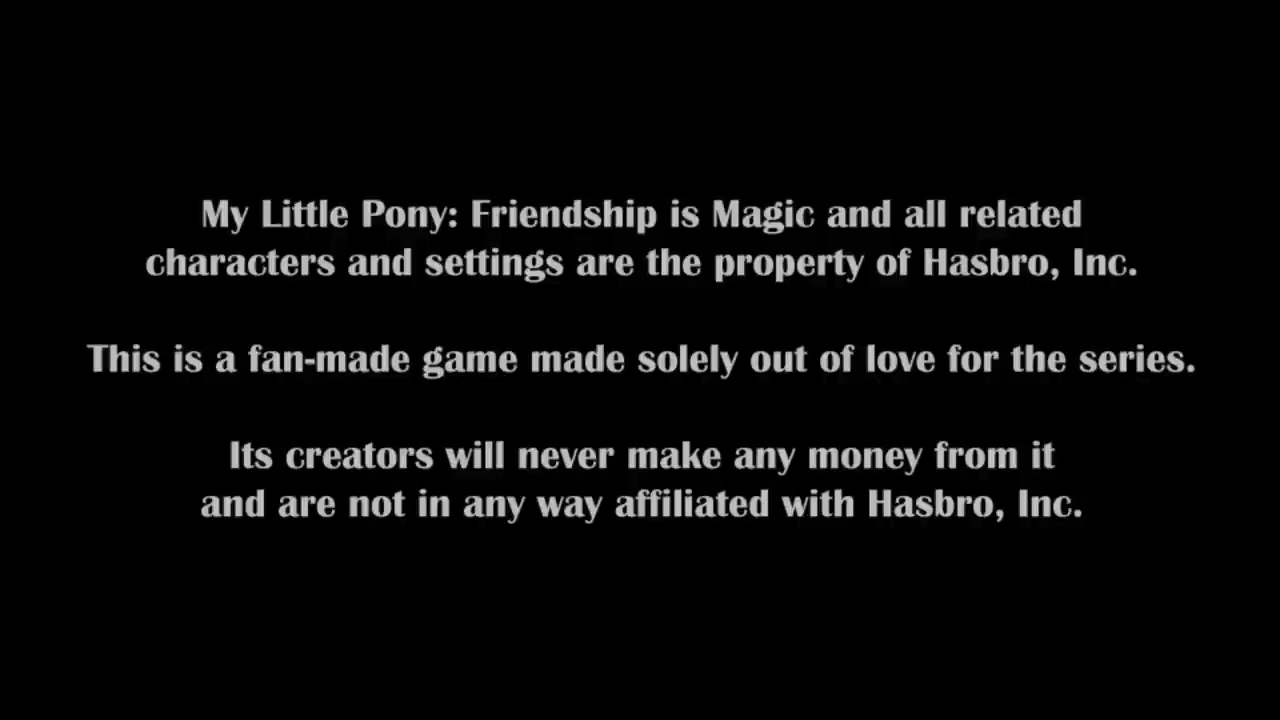 My Little Pony: Friendship is Magic and all related
characters and settings are the property of Hasbro, Inc.
This is a fan-made game made solely out of love for the series.
Its creators will never make any money from it
and are not in any way affiliated with Hasbro, Inc.